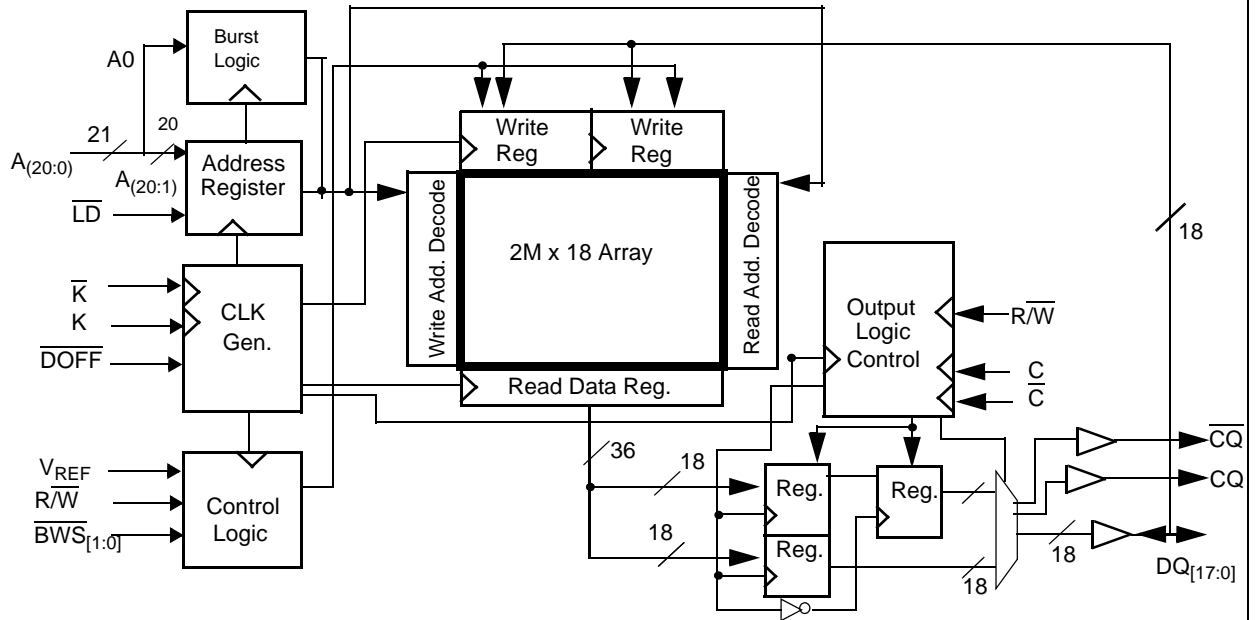 Burst
Logic
A0
21
20
A(20:0)
A(20:1)
Address
Register
LD
K
K
DOFF
CLK
Gen.
VREF
R/W
BWS[1:0]
Control
Logic
Write
Reg
Write
Reg
Write Add. Decode
2M x 18 Array
Read Add. Decode
Read Data Reg.
36
18
18
Output
Logic
Control
R/W
C
C
Reg.
Reg.
Reg.
18
18
18
CQ
CQ
DQ[17:0]